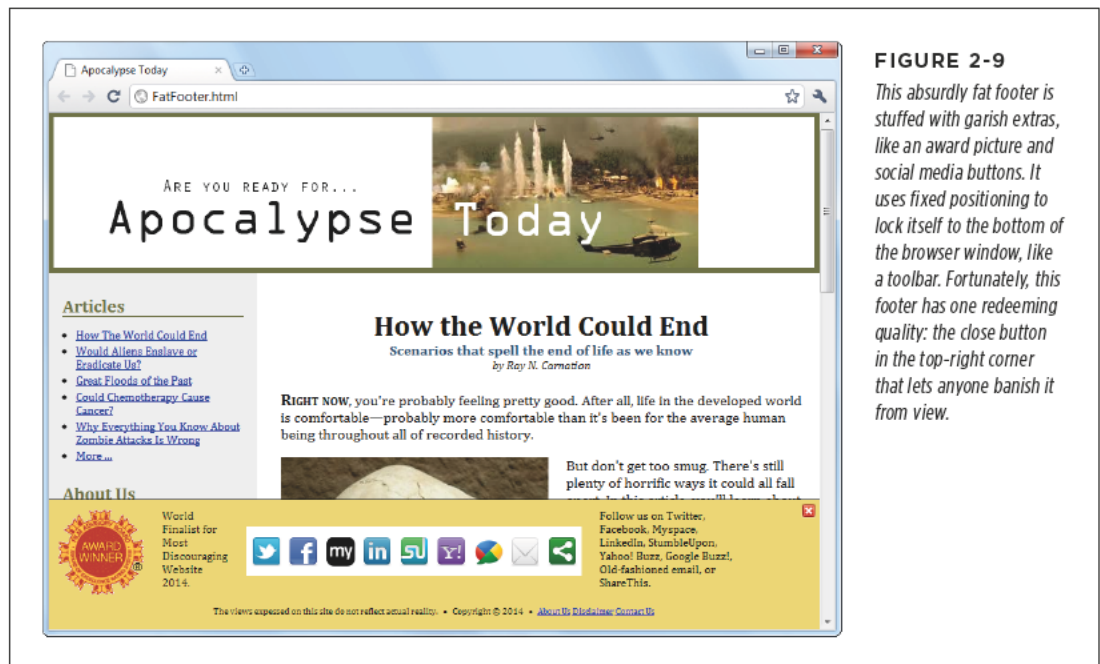 Apocalypse Today
FatFooter.html
ARE YOU READY FOR...
Apocalypse Today
Articles
How The World Could End
Would Aliens Enslave or
Eradicate Us?
Great Floods of the Past
Could Chemotherapy Cause
Cancer?
Why Everything You Know About
Zombie Attacks Is Wrong
More ...
About Us
How the World Could End
Scenarios that spell the end of life as we know
by Ray N. Carnation
RIGHT NOW, you're probably feeling pretty good. After all, life in the developed world
is comfortable—probably more comfortable than it's been for the average human
being throughout all of recorded history.
But don't get too smug. There's still
plenty of horrific ways it could all fall
AWARD
WINNER
®
World
Finalist for
Most
Discouraging
Website
2014.
my
in
Y!
Follow us on Twitter,
Facebook, Myspace,
LinkedIn, StumbleUpon,
Yahoo! Buzz, Google Buzz!,
Old-fashioned email, or
ShareThis.
The views expressed on this site do not reflect actual reality. • Copyright © 2014 • About Us Disclaimer Contact Us
FIGURE 2-9
This absurdly fat footer is
stuffed with garish extras,
like an award picture and
social media buttons. It
uses fixed positioning to
lock itself to the bottom of
the browser window, like
a toolbar. Fortunately, this
footer has one redeeming
quality: the close button
in the top-right corner
that lets anyone banish it
from view.